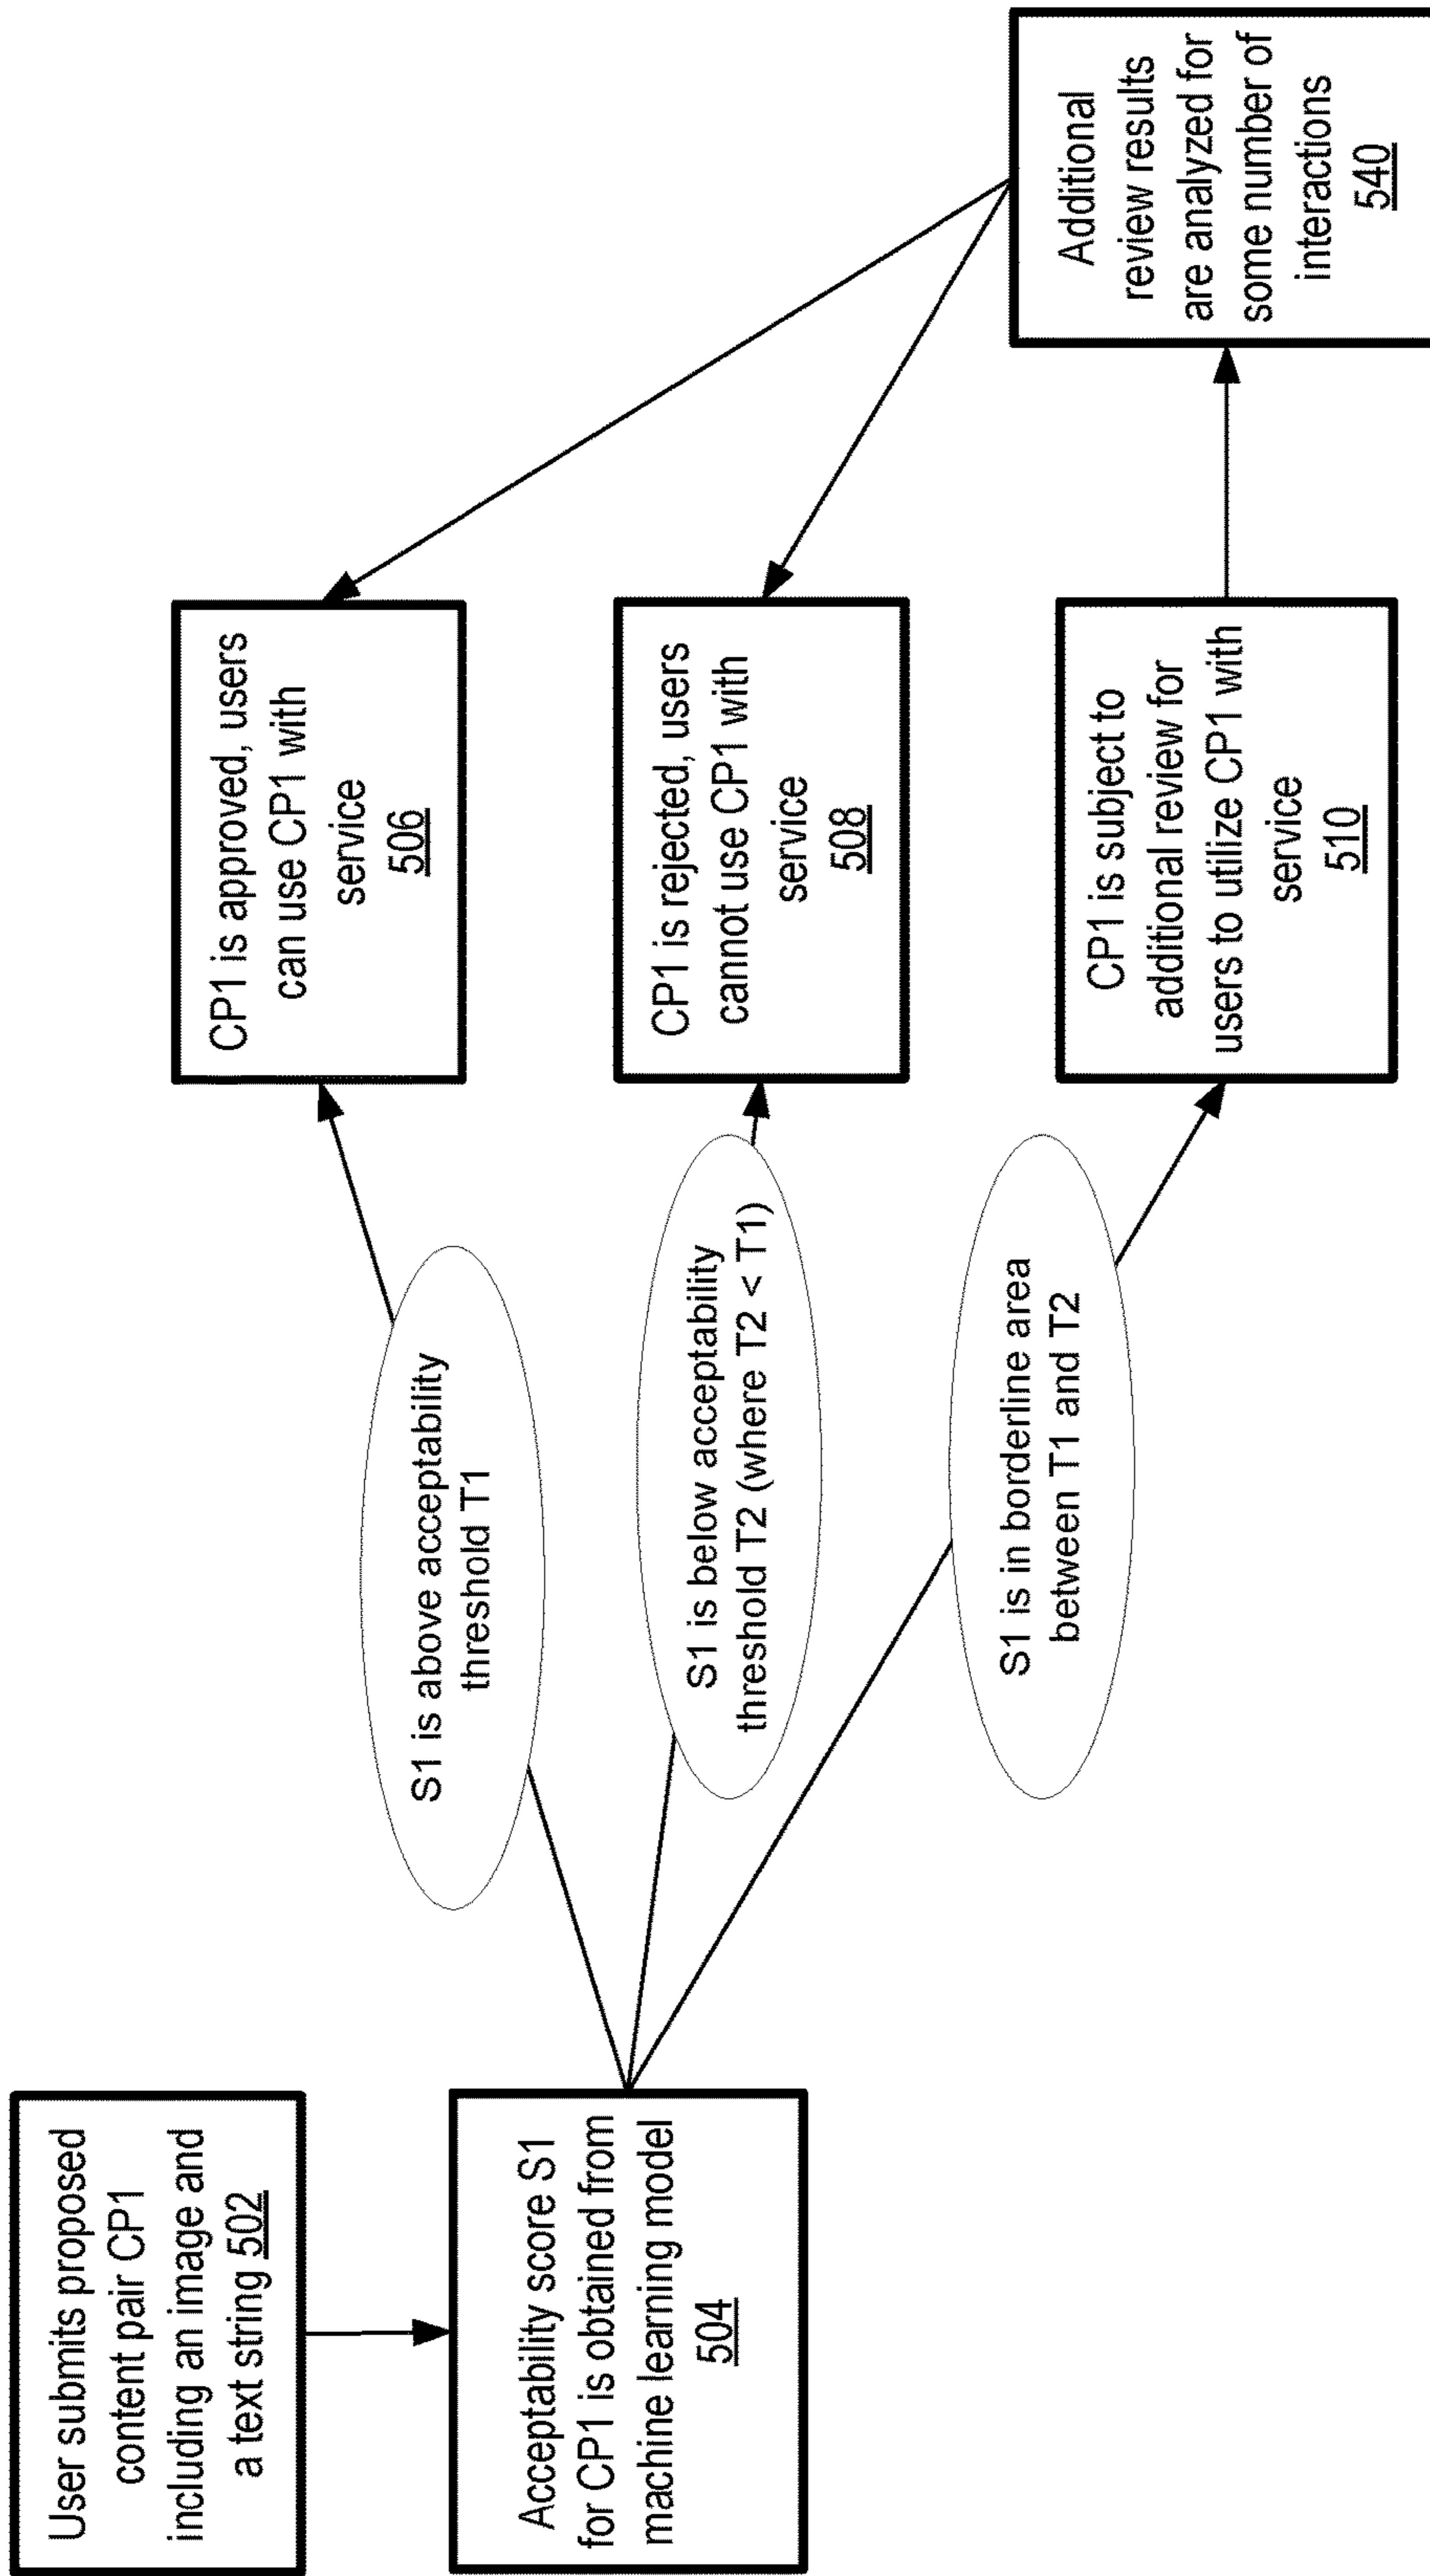 User submits proposed
content pair CP1
including an image and
a text string 502
Acceptability score S1
for CP1 is obtained from
machine learning model
504
S1 is above acceptability
threshold T1
S1 is below acceptability
threshold T2 (where T2 < T1)
S1 is in borderline area
between T1 and T2
CP1 is approved, users
can use CP1 with
service
506
CP1 is rejected, users
cannot use CP1 with
service
508
CP1 is subject to
additional review for
users to utilize CP1 with
service
510
Additional
review results
are analyzed for
some number of
interactions
540